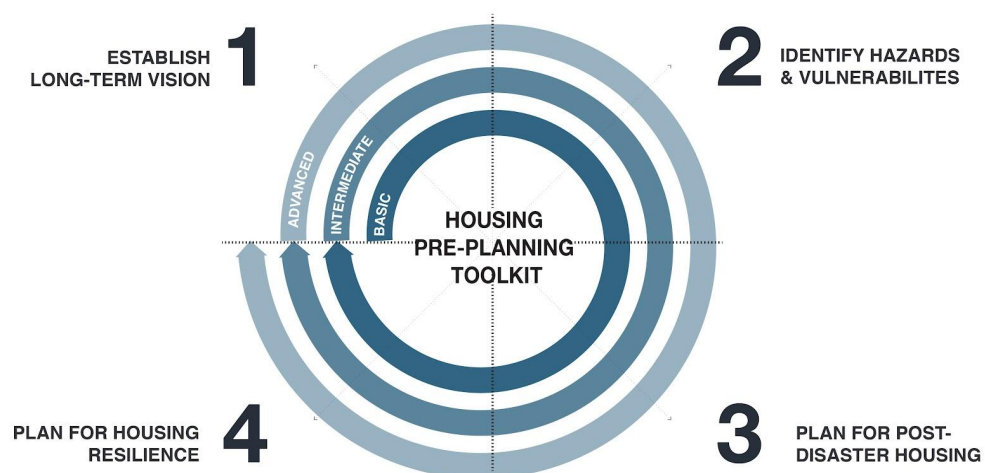 1
ESTABLISH
LONG-TERM VISION
2
IDENTIFY HAZARDS
& VULNERABILITES
ADVANCED
INTERMEDIATE
BASIC
HOUSING
PRE-PLANNING
TOOLKIT
4
PLAN FOR HOUSING
RESILIENCE
3
PLAN FOR POST-
DISASTER HOUSING